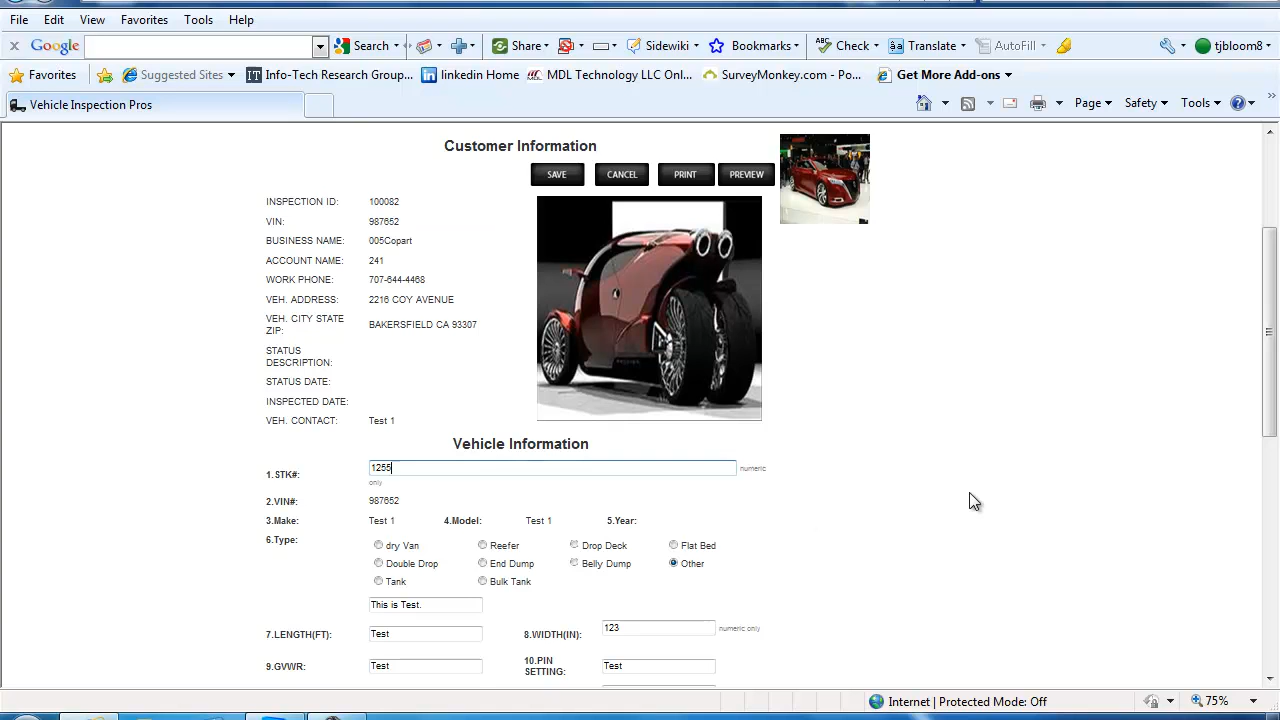 File Edit View Favorites Tools Help
Google Search Share Sidewiki Bookmarks ABC Check Translate AutoFill tjbloom8
Favorites Suggested Sites IT Info-Tech Research Group... in linkedin Home MDL MDL Technology LLC Onl... SurveyMonkey.com - Po... Get More Add-ons
Vehicle Inspection Pros Page Safety Tools
Customer Information
SAVE CANCEL PRINT PREVIEW
INSPECTION ID: 100082
VIN: 987652
BUSINESS NAME: 005Copart
ACCOUNT NAME: 241
WORK PHONE: 707-644-4468
VEH. ADDRESS: 2216 COY AVENUE
VEH. CITY STATE
ZIP: BAKERSFIELD CA 93307
STATUS
DESCRIPTION:
STATUS DATE:
INSPECTED DATE:
VEH. CONTACT: Test 1
Vehicle Information
1.STK#: 1255 numeric
only
2.VIN#: 987652
3.Make: Test 1 4.Model: Test 1 5.Year:
6.Type:
dry Van Reefer Drop Deck Flat Bed
Double Drop End Dump Belly Dump Other
Tank Bulk Tank
This is Test.
7.LENGTH(FT): Test 8.WIDTH(IN): 123 numeric only
9.GVWR: Test 10.PIN
SETTING: Test
Internet | Protected Mode: Off 75%